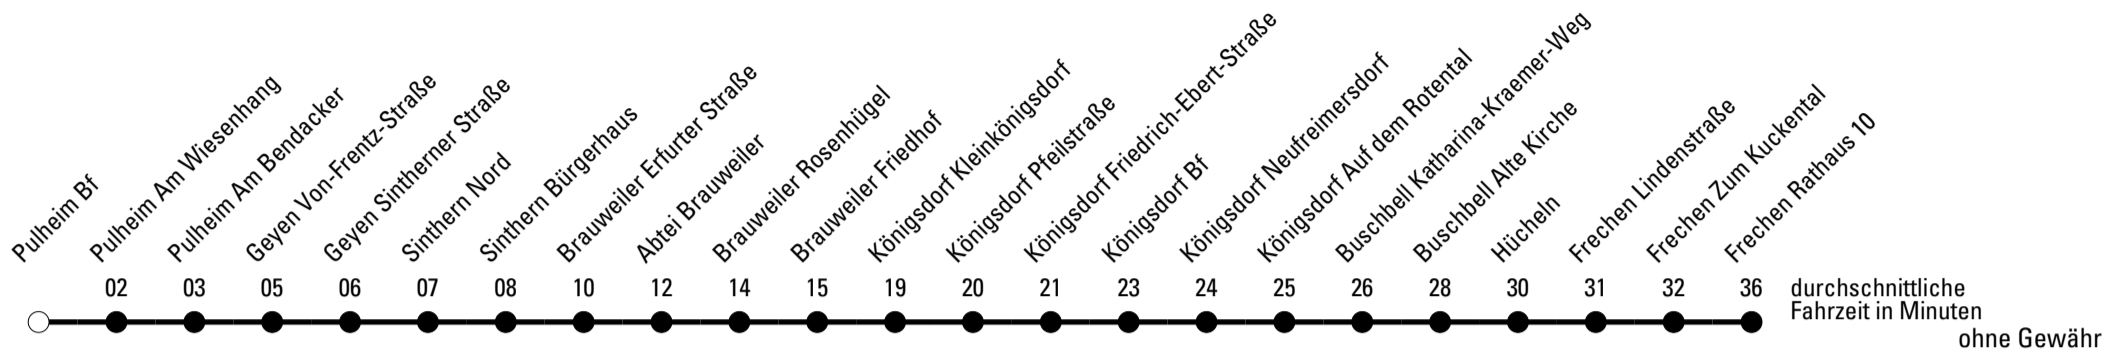 Pulheim Bf
Pulheim Am Wiesenhang
Pulheim Am Bendacker
Geyen Von-Frentz-Straße
Geyen Sintherner Straße
Sinthern Nord
Sinthern Bürgerhaus
Brauweiler Erfurter Straße
Abtei Brauweiler
Brauweiler Rosenhügel
Brauweiler Friedhof
Königsdorf Kleinkönigsdorf
Königsdorf Pfeilstraße
Königsdorf Friedrich-Ebert-Straße
Königsdorf Bf
Königsdorf Neufreimersdorf
Königsdorf Auf dem Rotental
Buschbell Katharina-Kraemer-Weg
Buschbell Alte Kirche
Hücheln
Frechen Lindenstraße
Frechen Zum Kuckental
Frechen Rathaus 10
02 03 05 06 07 08 10 12 14 15 19 20 21 23 24 25 26 28 30 31 32 36 durchschnittliche
Fahrzeit in Minuten
ohne Gewähr